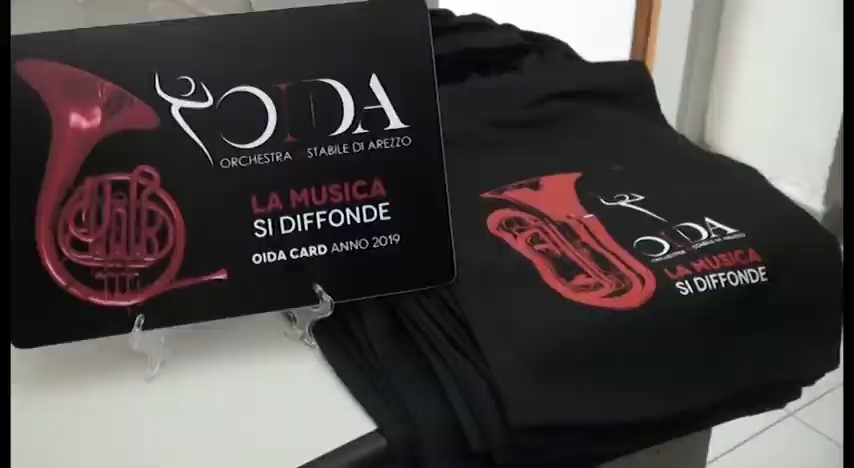 OIDA
ORCHESTRA STABILE DI AREZZO
LA MUSICA
SI DIFFONDE
OIDA CARD ANNO 2019
OIDA
ORCHESTRA STABILE DI AREZZO
LA MUSICA
SI DIFFONDE